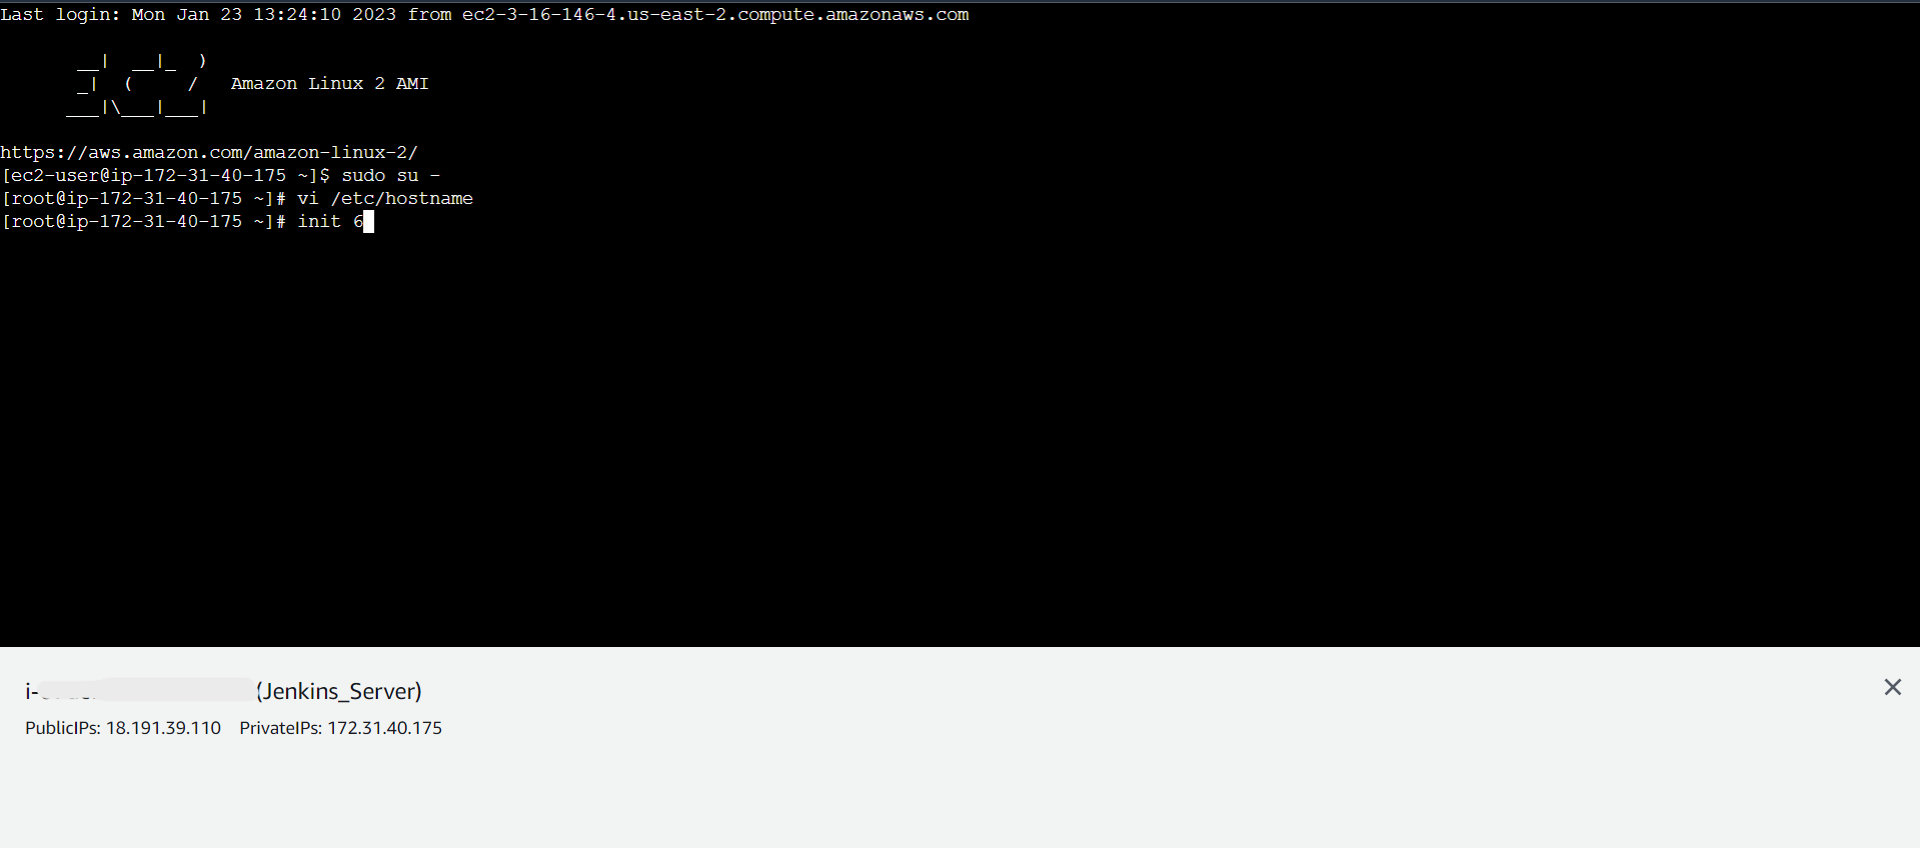 Last login: Mon Jan 23 13:24:10 2023 from ec2-3-16-146-4.us-east-2.compute.amazonaws.com
       __|  __|_  )
       _|  (     /   Amazon Linux 2 AMI
      ___|\___|___|
https://aws.amazon.com/amazon-linux-2/
[ec2-user@ip-172-31-40-175 ~]$ sudo su -
[root@ip-172-31-40-175 ~]# vi /etc/hostname
[root@ip-172-31-40-175 ~]# init 6
i- (Jenkins_Server)
PublicIPs: 18.191.39.110 PrivateIPs: 172.31.40.175